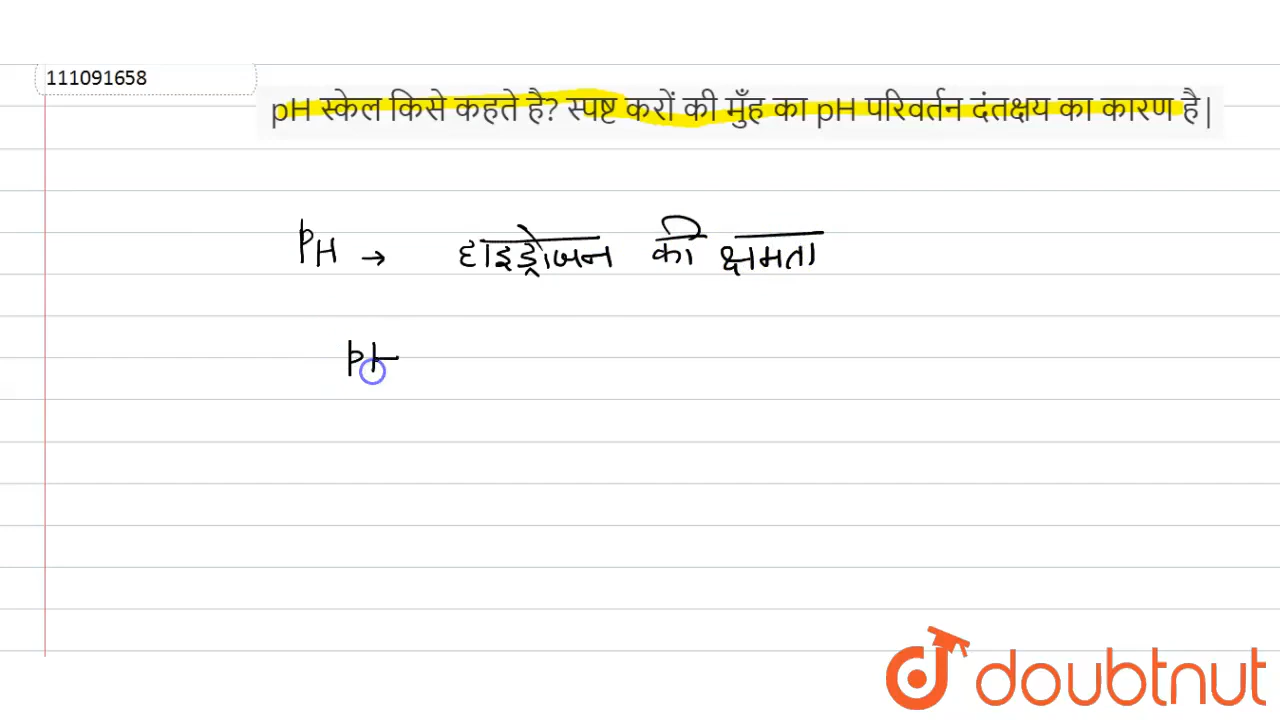 111091658
pH स्केल किसे कहते है? स्पष्ट करों की मुँह का pH परिवर्तन दंतक्षय का कारण है|
pH → हाइड्रोजन की क्षमता
pH
doubtnut